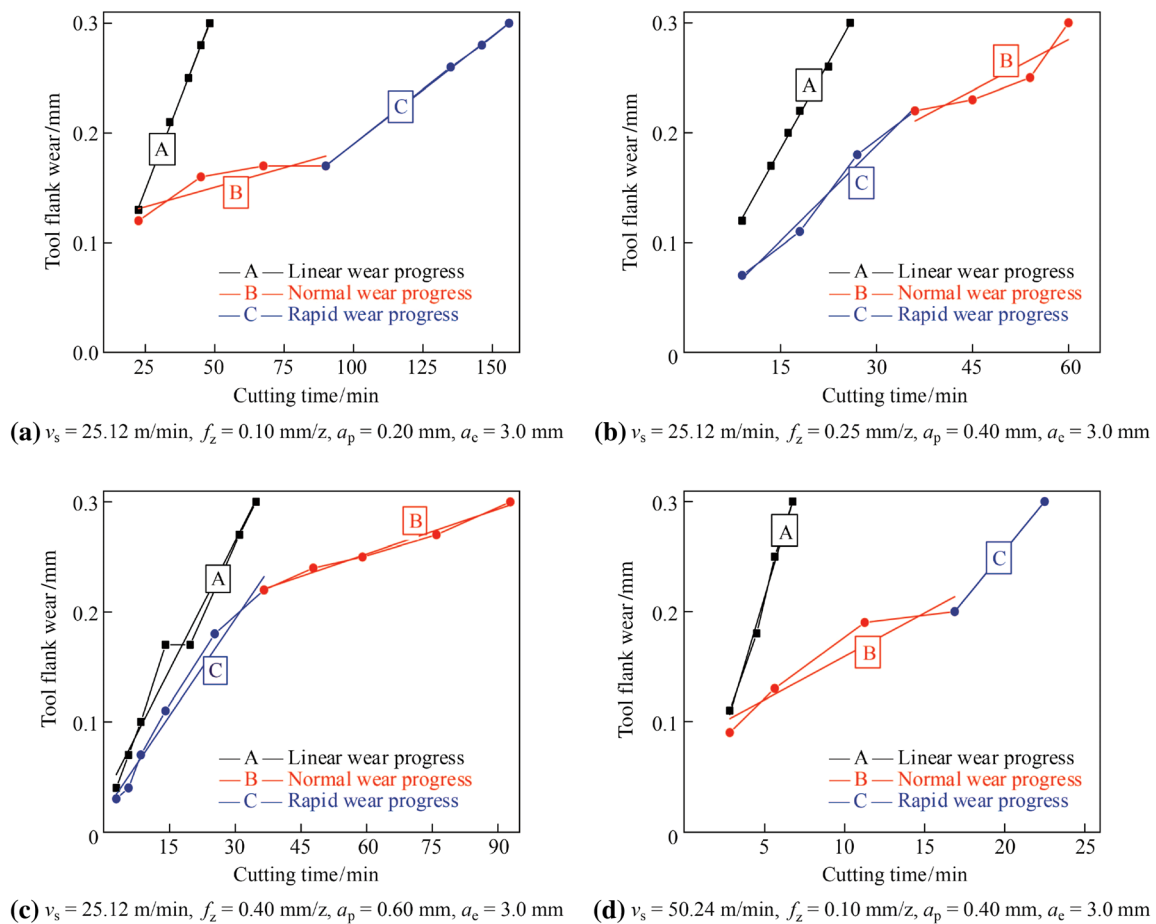 0.3
0.2
0.1
0.0
Tool flank wear/mm
A
B
C
A Linear wear progress
B Normal wear progress
C Rapid wear progress
25 50 75 100 125 150
Cutting time/min
(a) vs = 25.12 m/min, fz = 0.10 mm/z, ap = 0.20 mm, ae = 3.0 mm
0.3
0.2
0.1
0
Tool flank wear/mm
A
B
C
A Linear wear progress
B Normal wear progress
C Rapid wear progress
15 30 45 60
Cutting time/min
(b) vs = 25.12 m/min, fz = 0.25 mm/z, ap = 0.40 mm, ae = 3.0 mm
0.3
0.2
0.1
0
Tool flank wear/mm
A
B
C
A Linear wear progress
B Normal wear progress
C Rapid wear progress
15 30 45 60 75 90
Cutting time/min
(c) vs = 25.12 m/min, fz = 0.40 mm/z, ap = 0.60 mm, ae = 3.0 mm
0.3
0.2
0.1
0
Tool flank wear/mm
A
B
C
A Linear wear progress
B Normal wear progress
C Rapid wear progress
5 10 15 20 25
Cutting time/min
(d) vs = 50.24 m/min, fz = 0.10 mm/z, ap = 0.40 mm, ae = 3.0 mm